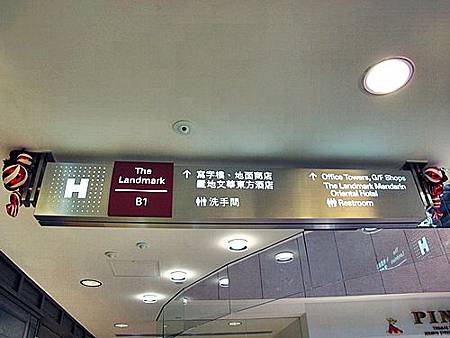 H
The
Landmark
B1
↑ 寫字樓、地面商店
置地文華東方酒店
洗手間
↑ Office Towers, G/F Shops
The Landmark Mandarin
Oriental Hotel
Restroom
H
PIN